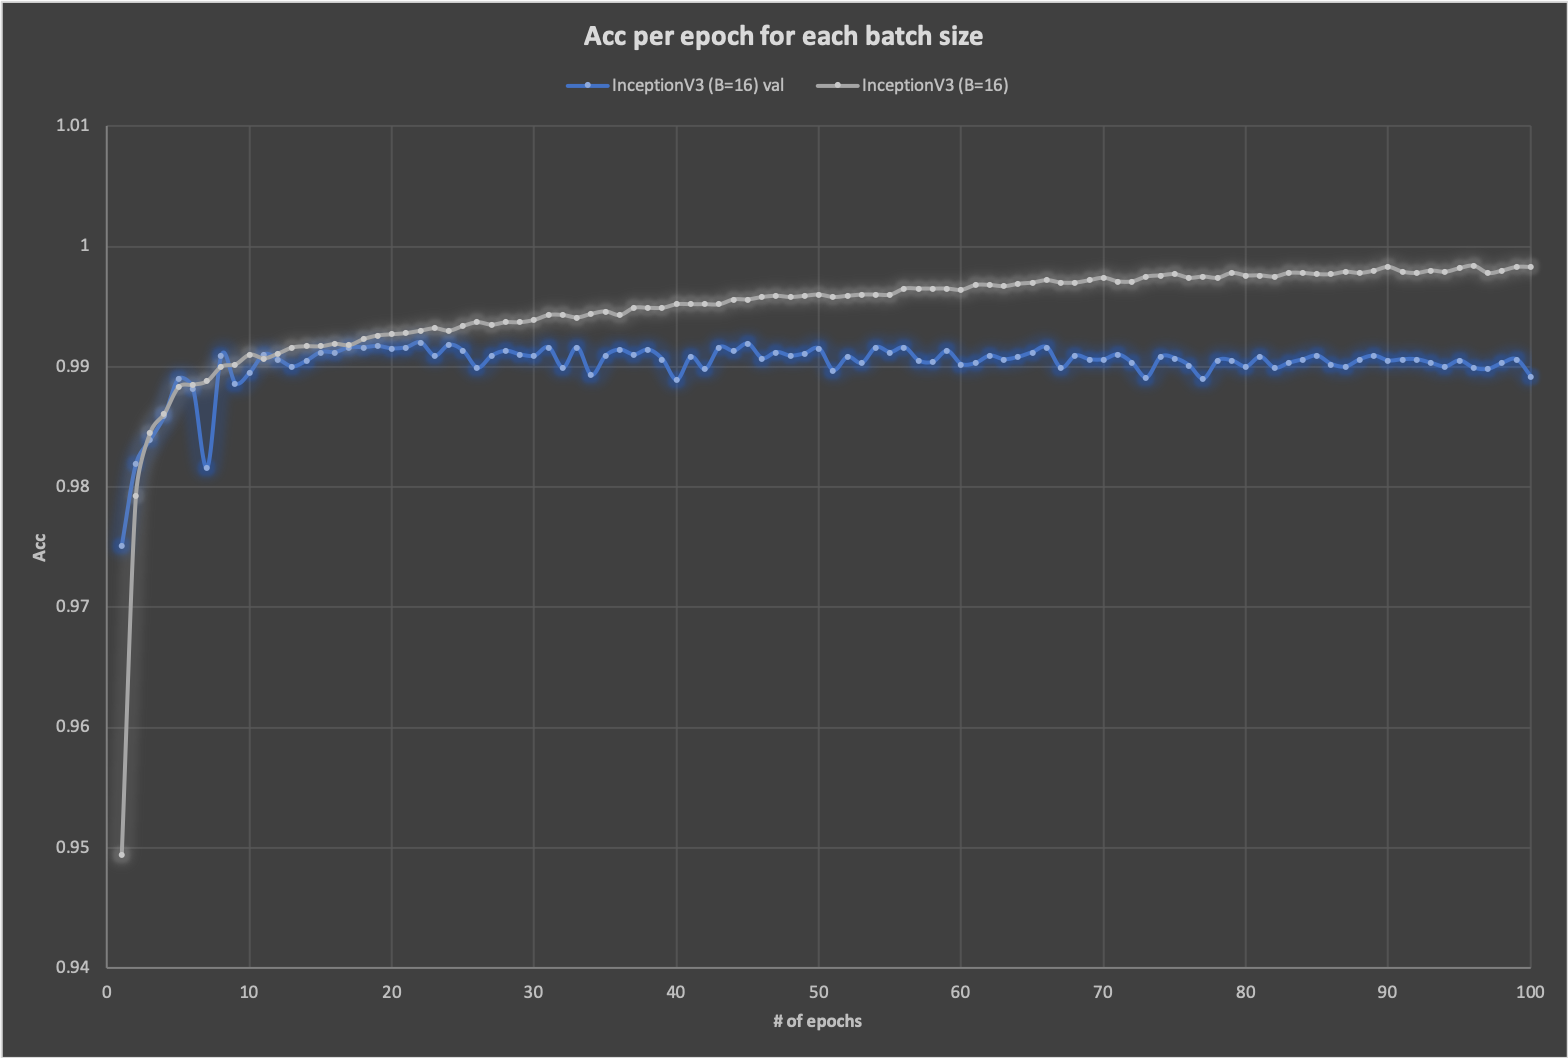 Acc per epoch for each batch size
InceptionV3 (B=16) val InceptionV3 (B=16)
1.01
1
0.99
0.98
0.97
0.96
0.95
0.94
Acc
0 10 20 30 40 50 60 70 80 90 100
# of epochs